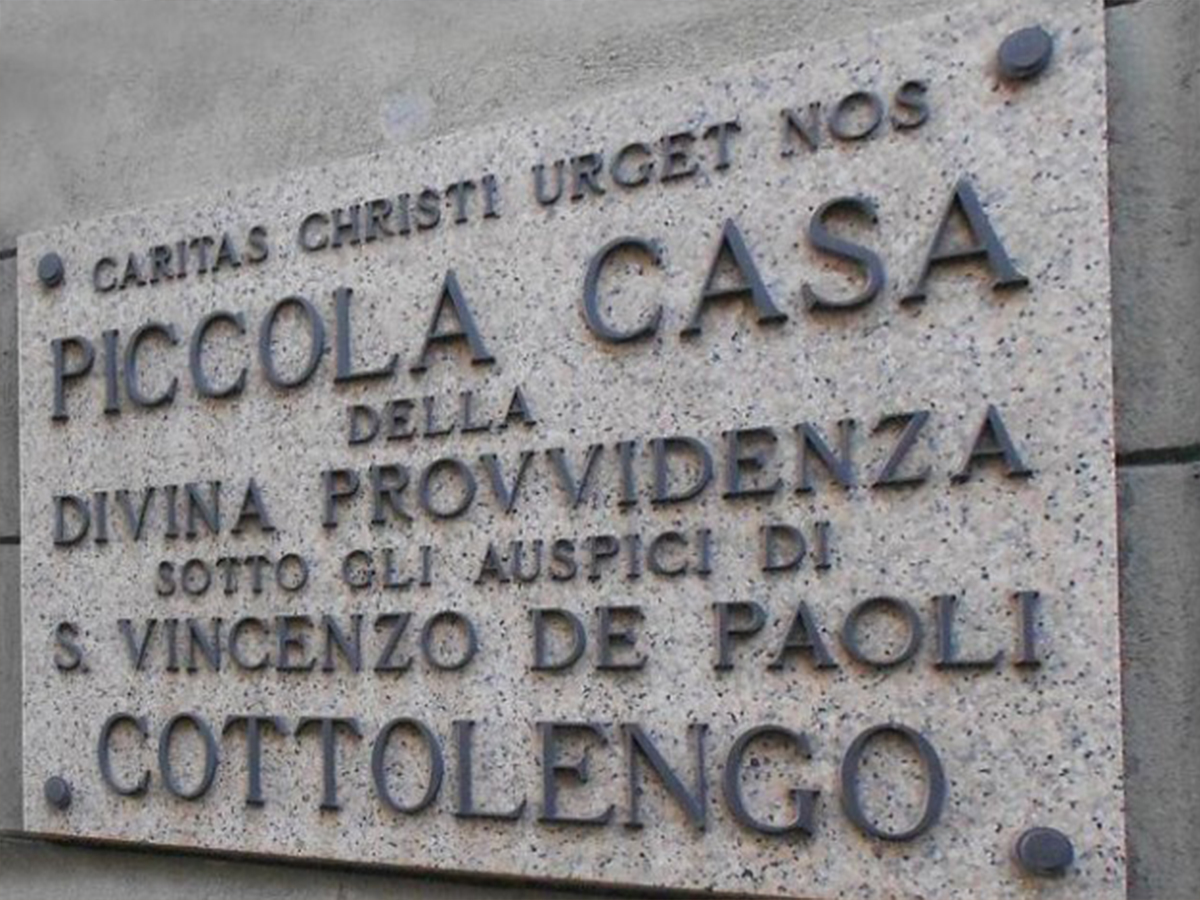 CARITAS CHRISTI URGET NOS
PICCOLA CASA
DELLA
DIVINA PROVVIDENZA
SOTTO GLI AUSPICI DI
S. VINCENZO DE PAOLI
COTTOLENGO